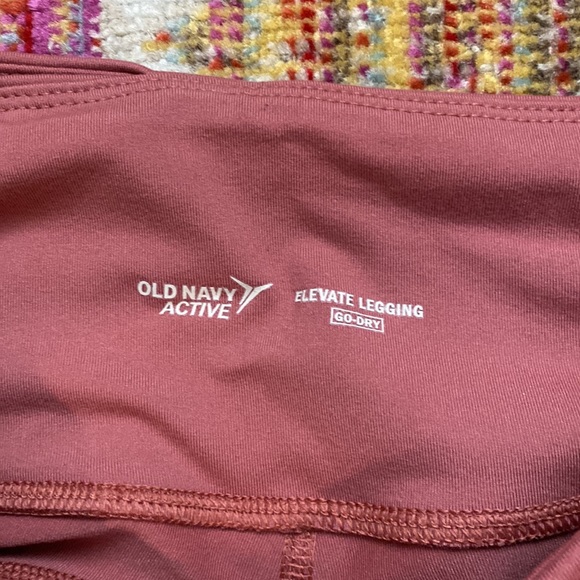 OLD NAVY
ACTIVE
ELEVATE LEGGING
GO-DRY